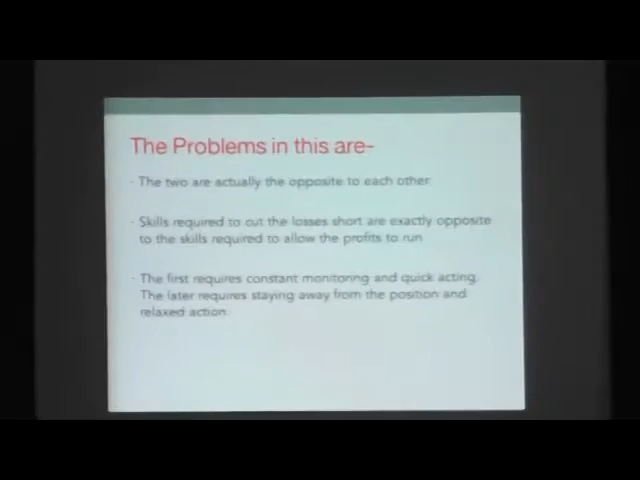 The Problems in this are-
· The two are actually the opposite to each other
· Skills required to cut the losses short are exactly opposite
to the skills required to allow the profits to run
· The first requires constant monitoring and quick acting.
The later requires staying away from the position and
relaxed action